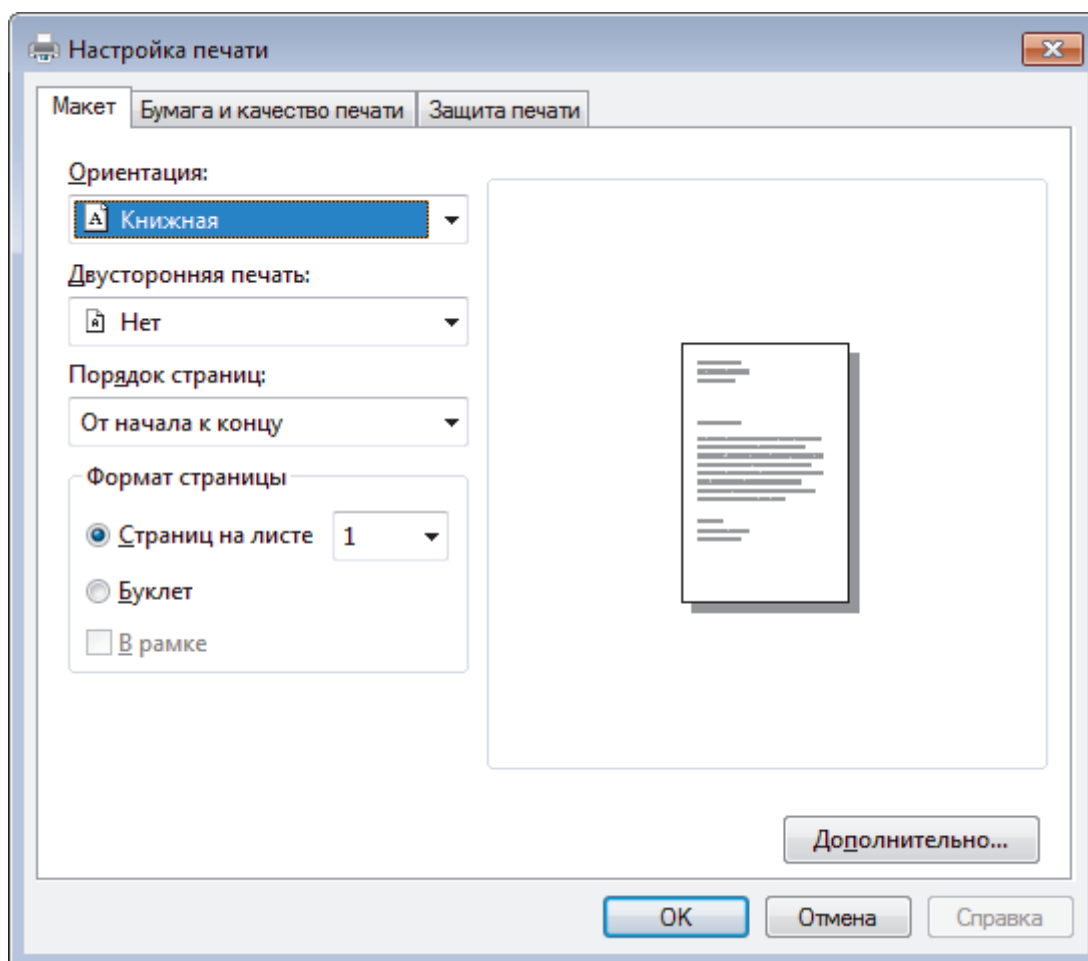 Настройка печати
Макет
Бумага и качество печати
Защита печати
Ориентация:
Книжная
Двусторонняя печать:
Нет
Порядок страниц:
От начала к концу
Формат страницы
Страниц на листе 1
Буклет
В рамке
Дополнительно...
OK
Отмена
Справка